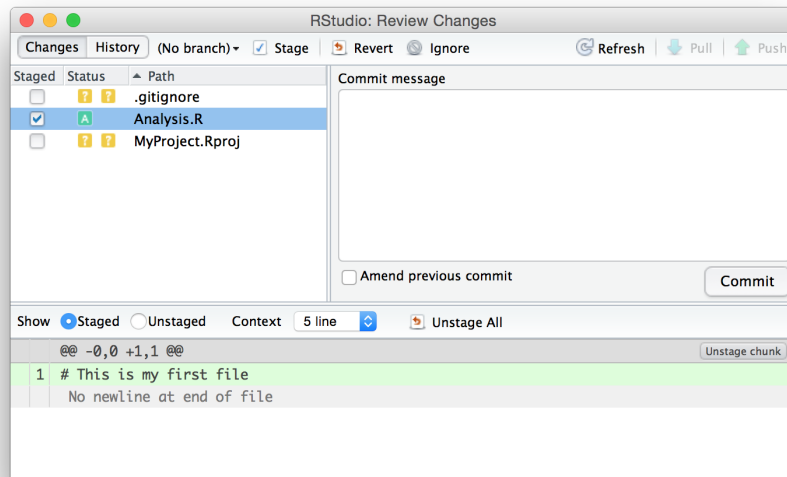 RStudio: Review Changes
Changes History (No branch) Stage Revert Ignore Refresh Pull Push
Staged Status Path
? ? .gitignore
A Analysis.R
? ? MyProject.Rproj
Commit message
Amend previous commit
Commit
Show Staged Unstaged Context 5 line Unstage All
@@ -0,0 +1,1 @@ Unstage chunk
1 # This is my first file
No newline at end of file